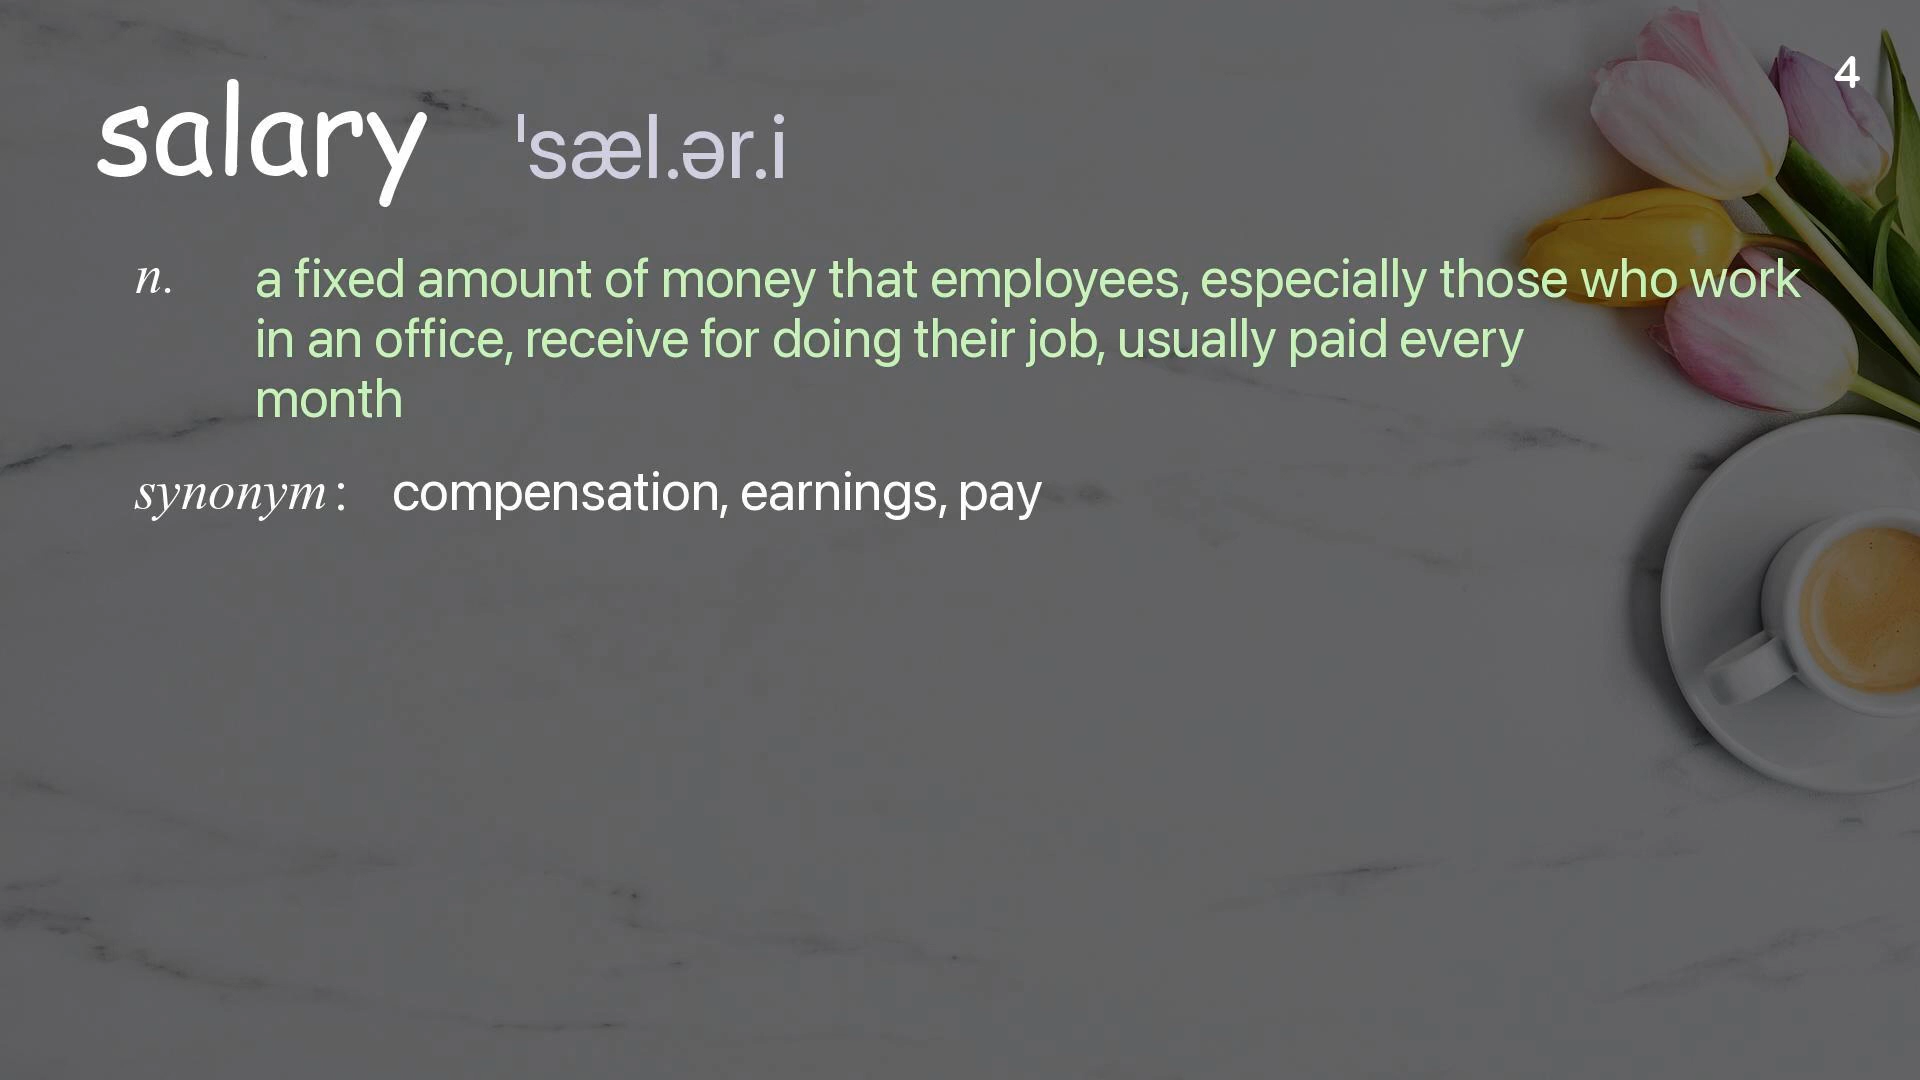 4
salary ˈsæl.ər.i
n. a fixed amount of money that employees, especially those who work
in an office, receive for doing their job, usually paid every
month
synonym : compensation, earnings, pay